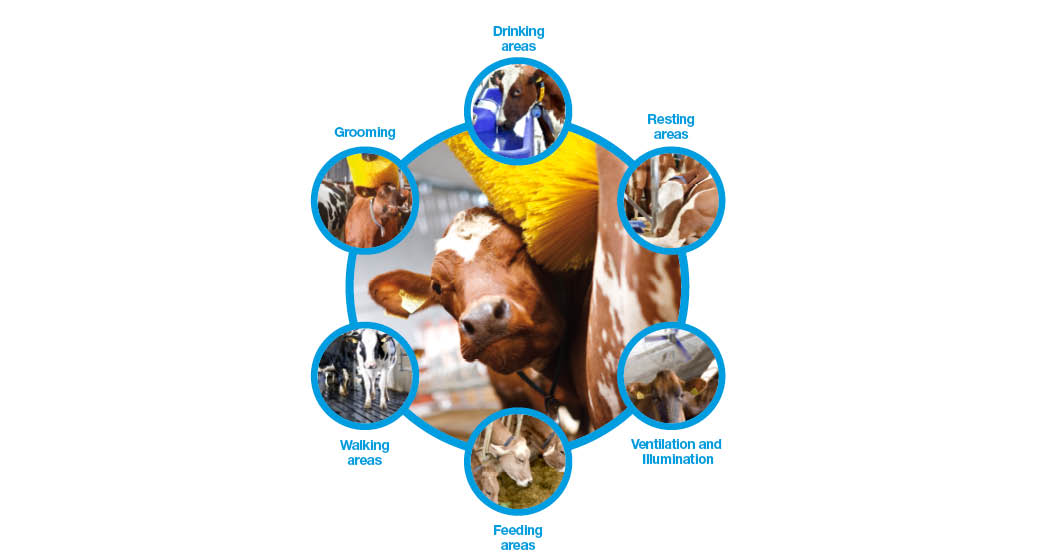 Drinking
areas
Resting
areas
Ventilation and
Illumination
Feeding
areas
Walking
areas
Grooming